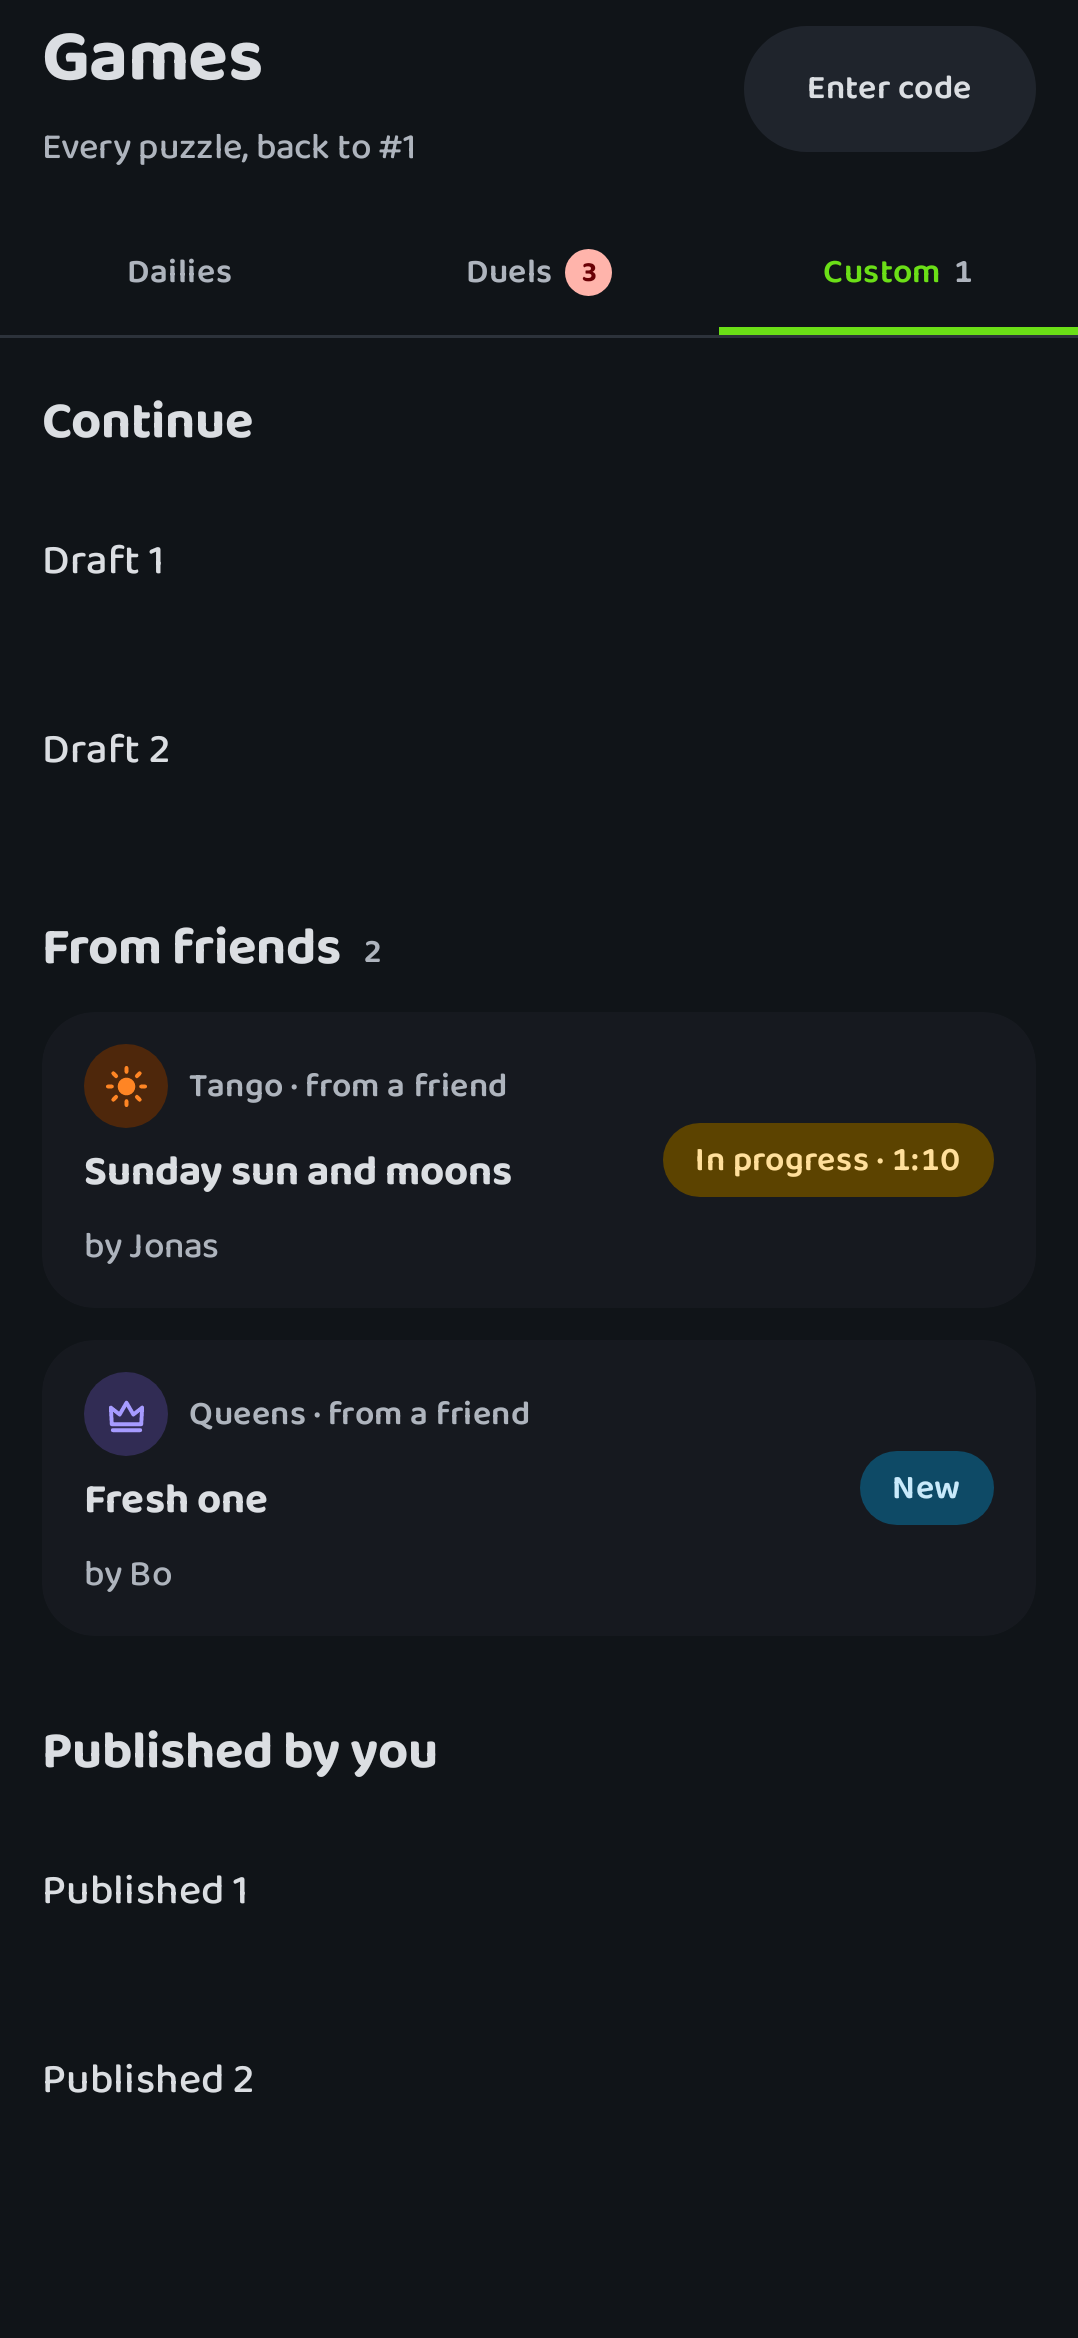 Games
Enter code
Every puzzle, back to #1
Dailies
Duels 3
Custom 1
Continue
Draft 1
Draft 2
From friends 2
Tango · from a friend
Sunday sun and moons
In progress · 1:10
by Jonas
Queens · from a friend
Fresh one
New
by Bo
Published by you
Published 1
Published 2